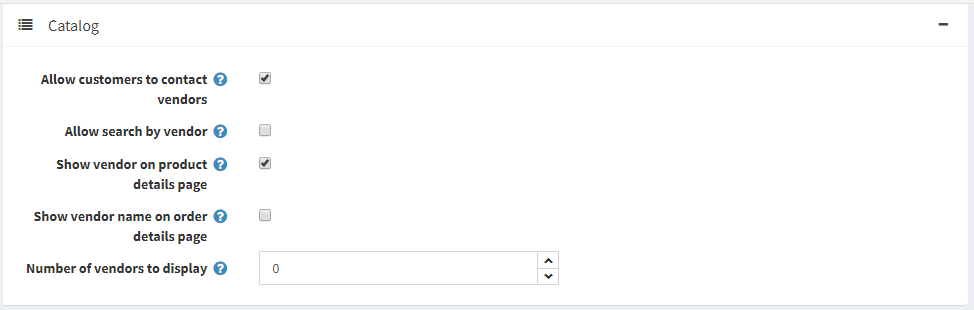 Catalog
Allow customers to contact
vendors
Allow search by vendor
Show vendor on product
details page
Show vendor name on order
details page
Number of vendors to display
0